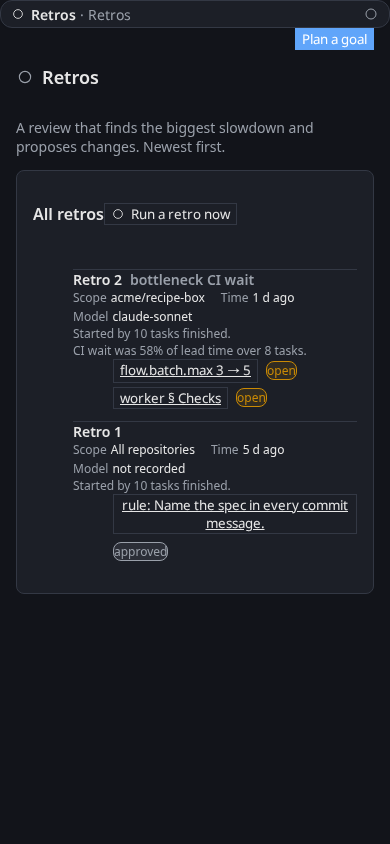 Retros · Retros
Plan a goal
Retros
A review that finds the biggest slowdown and
proposes changes. Newest first.
All retros
Run a retro now
Retro 2 bottleneck CI wait
Scope acme/recipe-box Time 1 d ago
Model claude-sonnet
Started by 10 tasks finished.
CI wait was 58% of lead time over 8 tasks.
flow.batch.max 3 → 5 open
worker § Checks open
Retro 1
Scope All repositories Time 5 d ago
Model not recorded
Started by 10 tasks finished.
rule: Name the spec in every commit
message.
approved